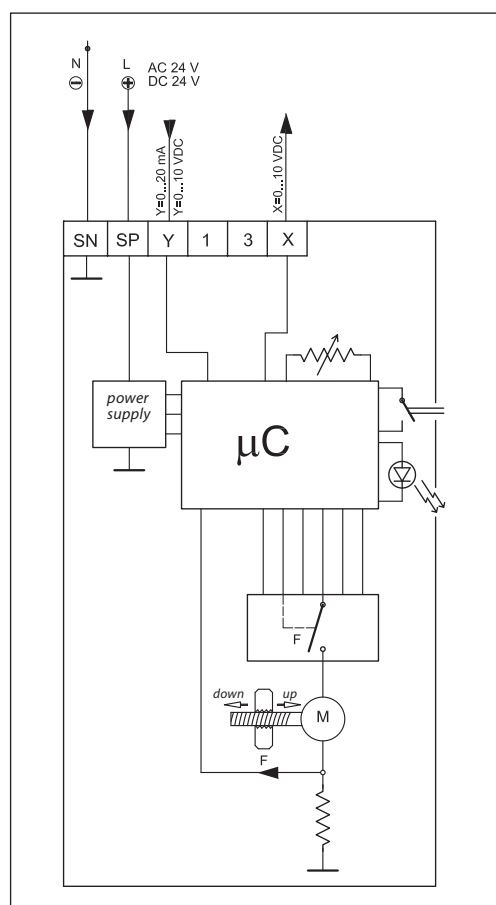 N
L
AC 24 V
DC 24 V
Y=0...20 mA
Y=0...10 VDC
X=0...10 VDC
SN SP Y 1 3 X
power
supply
µC
F
down up
M
F